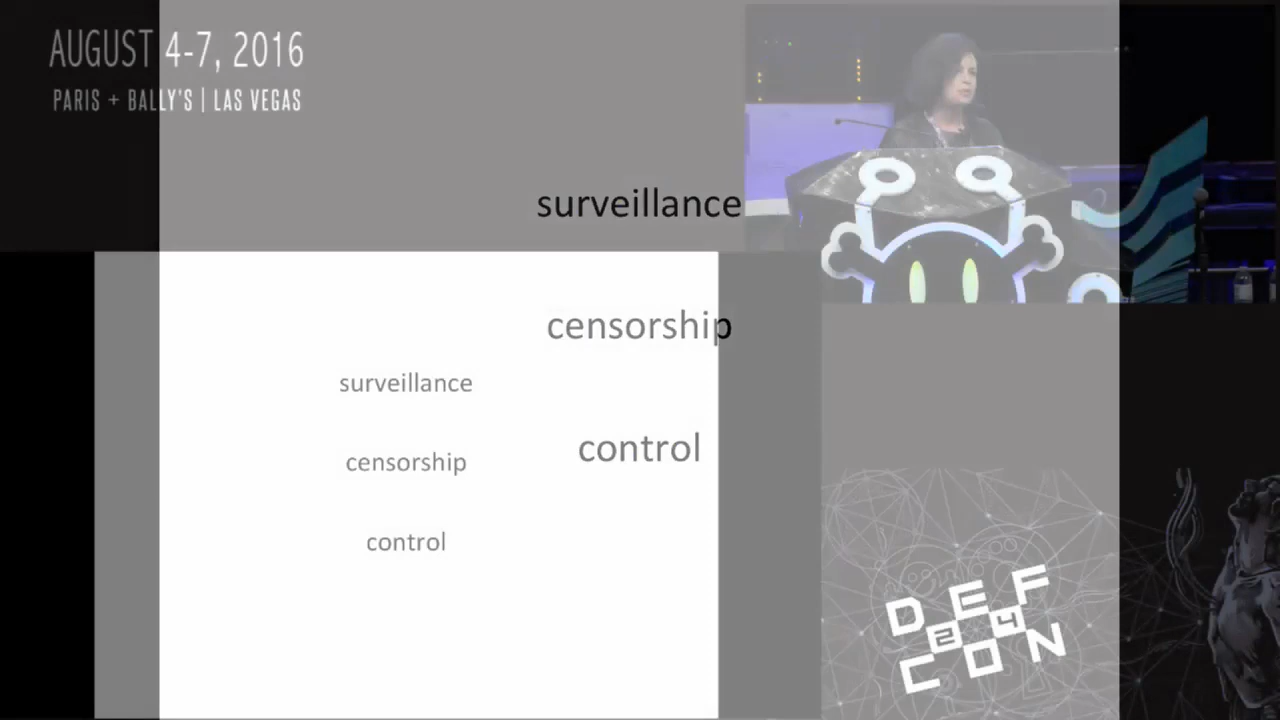 AUGUST 4-7, 2016
PARIS + BALLY'S | LAS VEGAS
surveillance
censorship
control
surveillance
censorship
control
DEF
24
CON